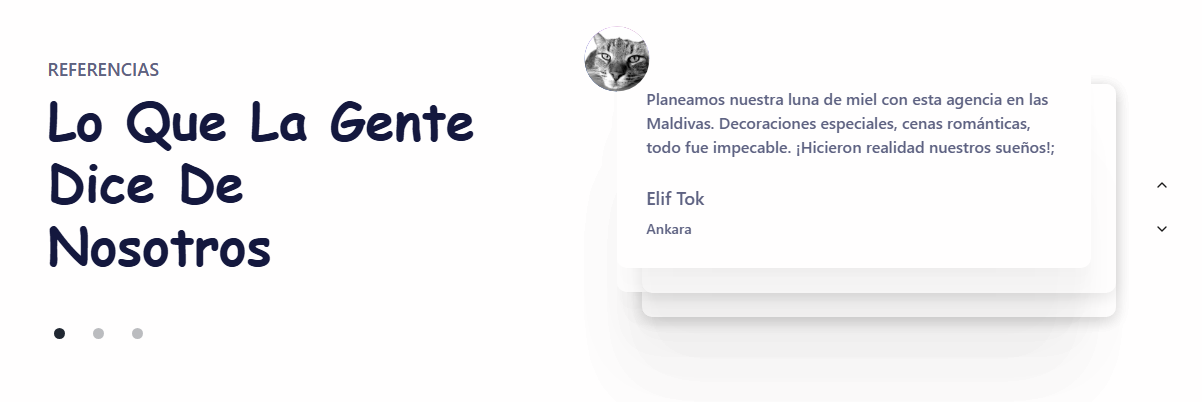 REFERENCIAS
Lo Que La Gente
Dice De
Nosotros
Planeamos nuestra luna de miel con esta agencia en las
Maldivas. Decoraciones especiales, cenas románticas,
todo fue impecable. ¡Hicieron realidad nuestros sueños!;
Elif Tok
Ankara